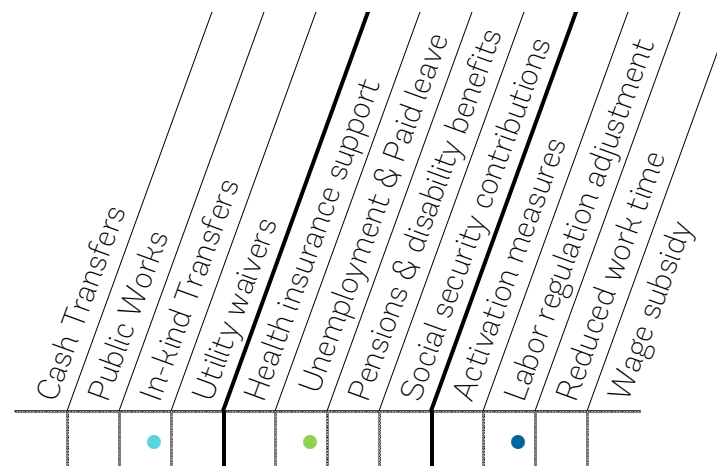 Cash Transfers
Public Works
In-kind Transfers
Utility waivers
Health insurance support
Unemployment & Paid leave
Pensions & disability benefits
Social security contributions
Activation measures
Labor regulation adjustment
Reduced work time
Wage subsidy